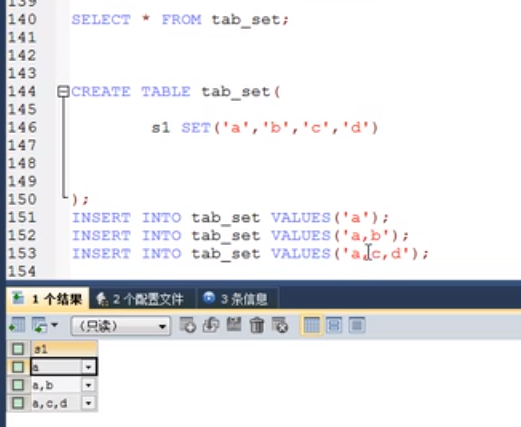 139
140 SELECT * FROM tab_set;
141
142
143
144 CREATE TABLE tab_set(
145
146 s1 SET('a','b','c','d')
147
148
149
150 );
151 INSERT INTO tab_set VALUES('a');
152 INSERT INTO tab_set VALUES('a,b');
153 INSERT INTO tab_set VALUES('a,c,d');
154
1 个结果 2 个配置文件 3 条信息
(只读)
s1
a
a,b
a,c,d